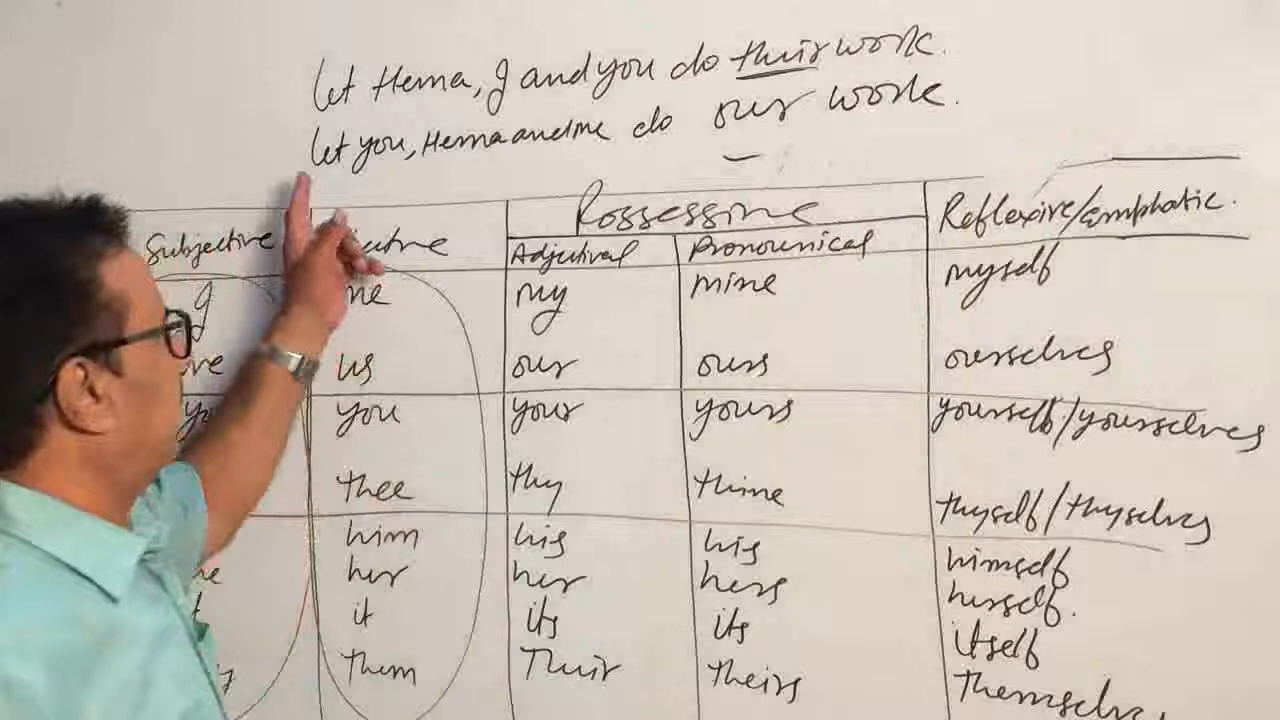 let Hema, I and you do their work.
let you, Hema and me do our work.
Possessive Reflexive/emphatic.
Subjective Adjectival Pronounical
I me my mine myself
we us our ours ourselves
you your yours yourself/yourselves
thee thy thine thyself/thyselves
him his his himself
her her hers herself.
it its its itself
them Their theirs